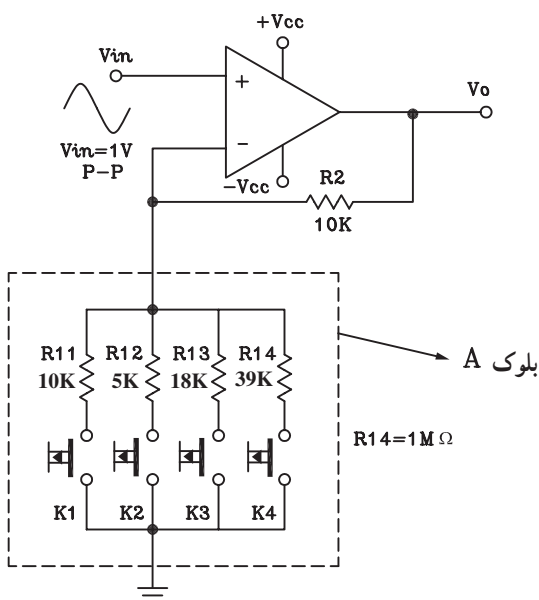 +Vcc
Vin
Vo
+
-
Vin=1V
P-P
-Vcc
R2
10K
R11 R12 R13 R14
10K 5K 18K 39K
بلوک A
R14=1M Ω
K1 K2 K3 K4